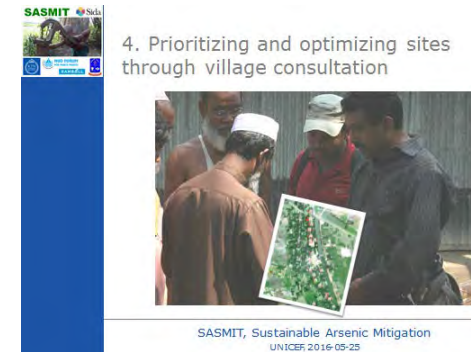 SASMIT Sida
4. Prioritizing and optimizing sites
through village consultation
SASMIT, Sustainable Arsenic Mitigation
UNICEF, 2016-05-25